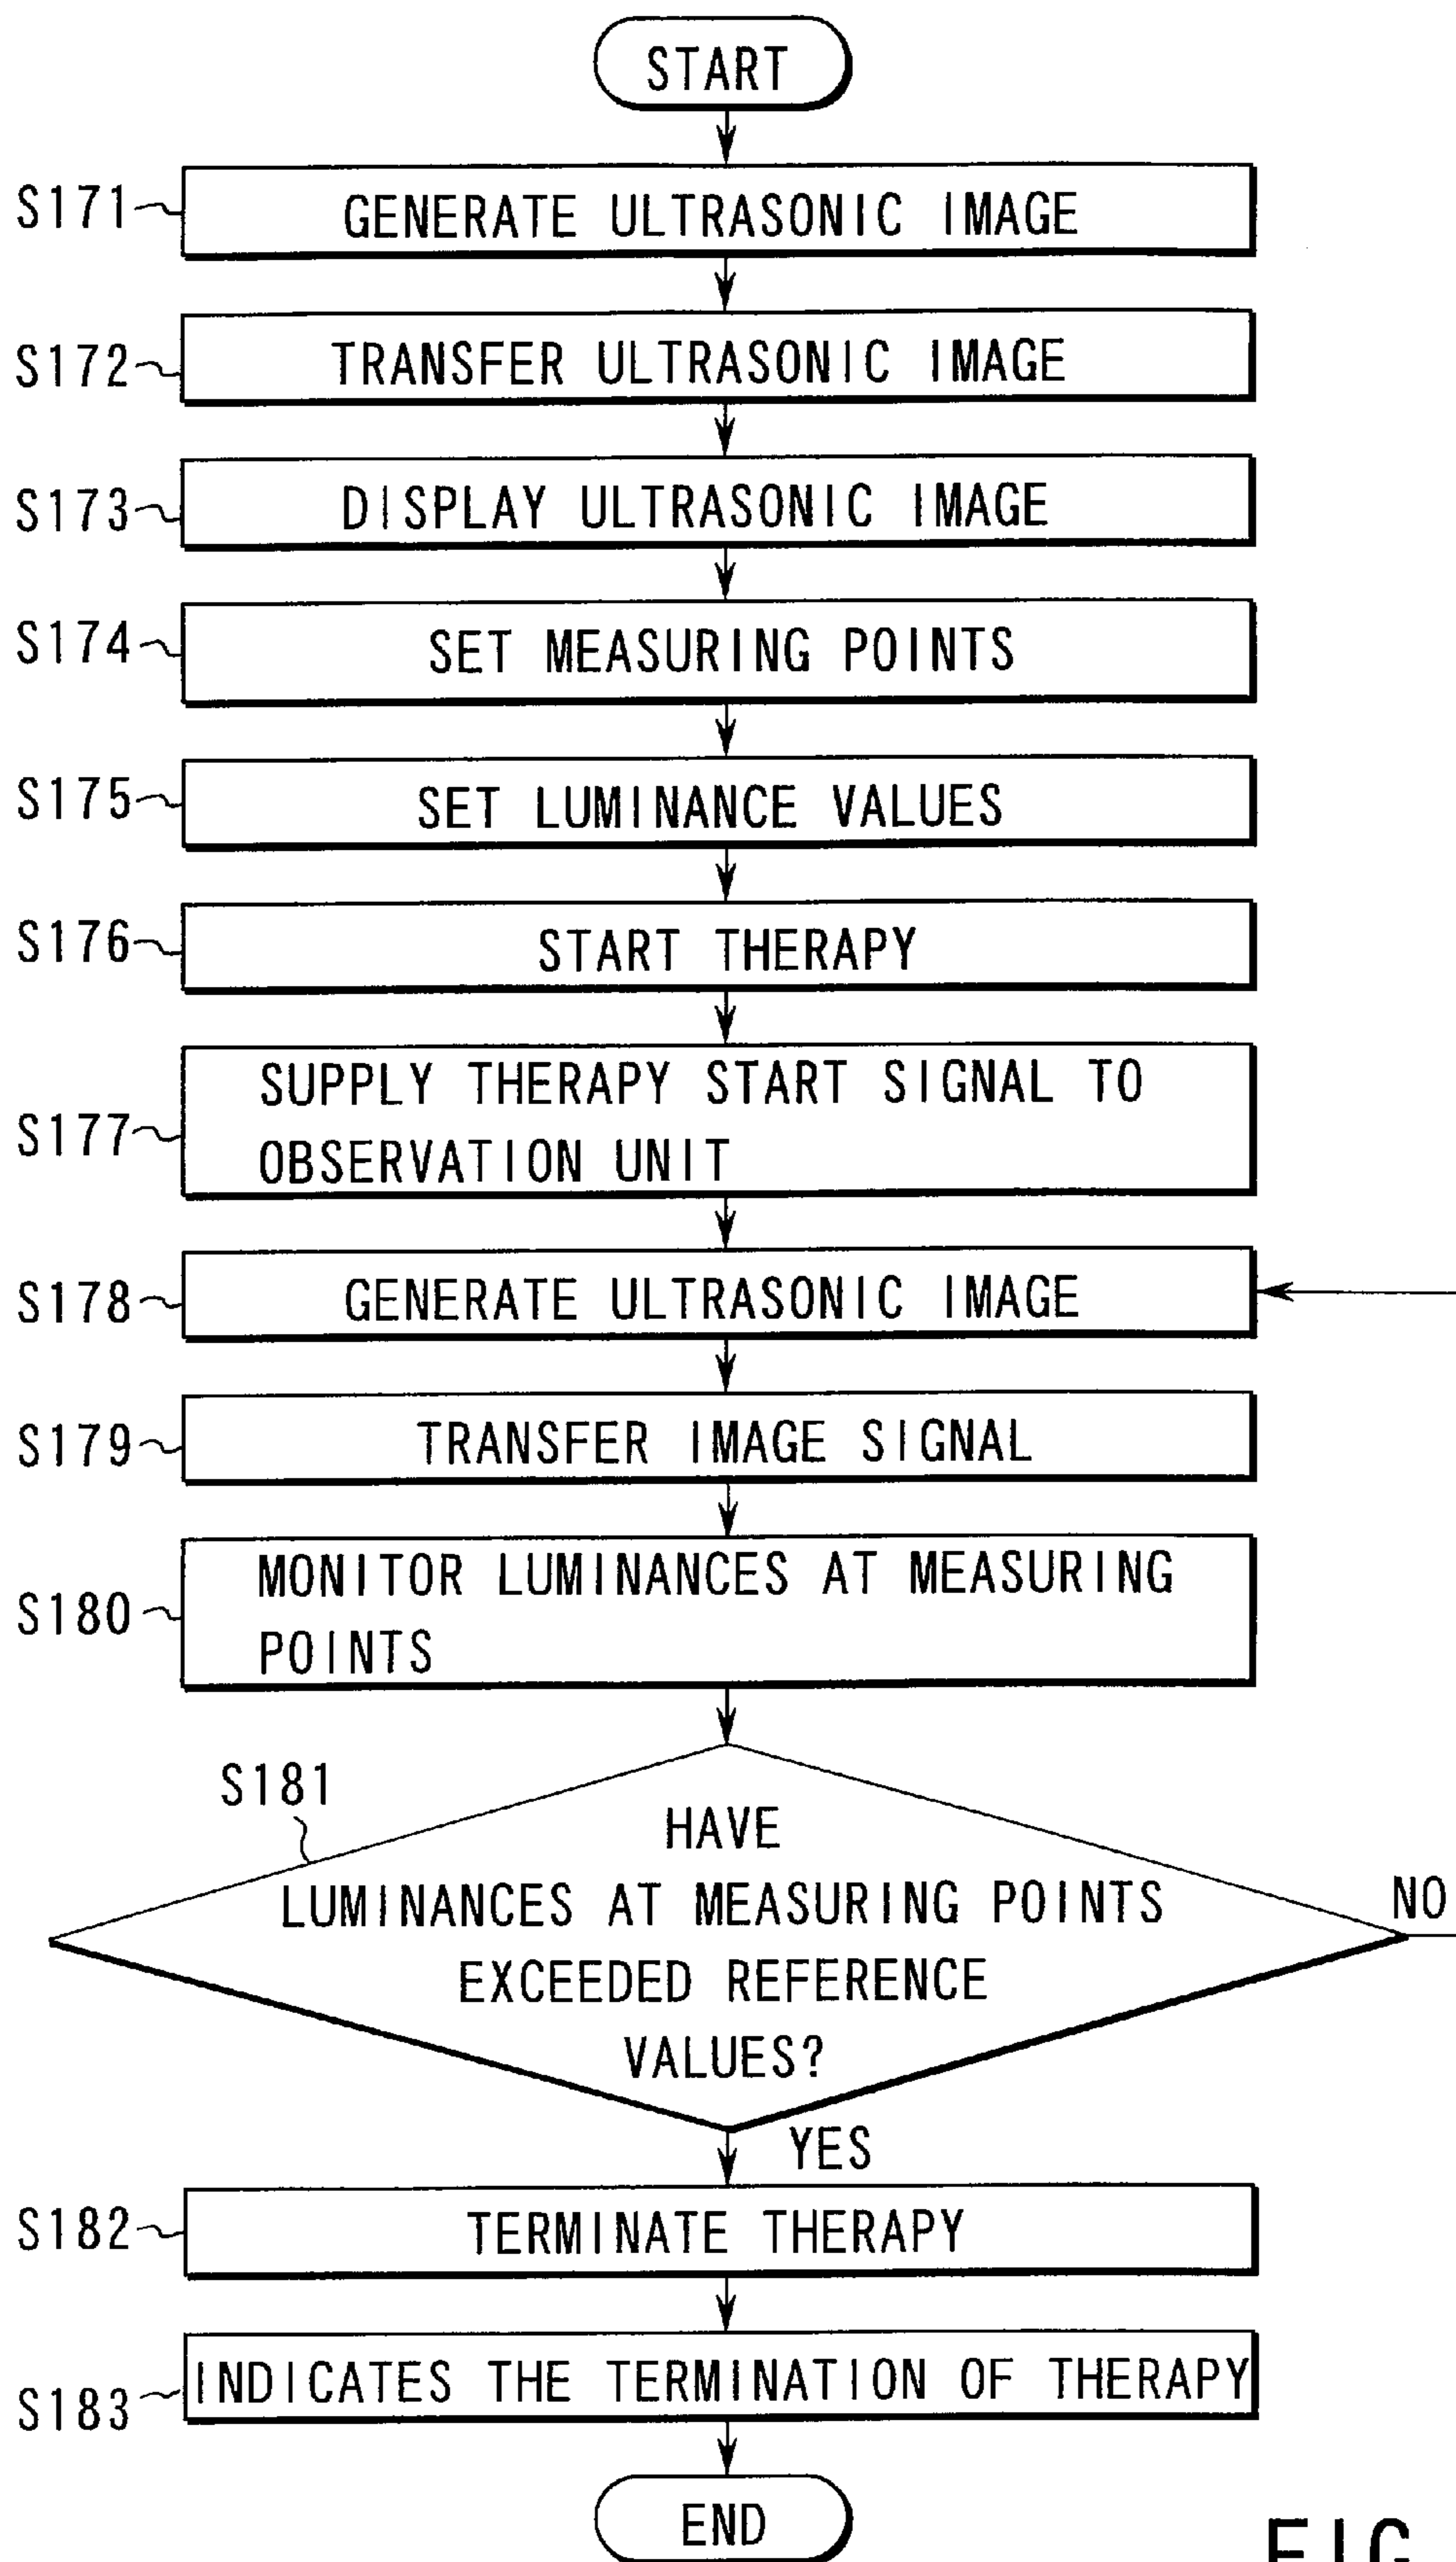 START
S171
GENERATE ULTRASONIC IMAGE
S172
TRANSFER ULTRASONIC IMAGE
S173
DISPLAY ULTRASONIC IMAGE
S174
SET MEASURING POINTS
S175
SET LUMINANCE VALUES
S176
START THERAPY
S177
SUPPLY THERAPY START SIGNAL TO
OBSERVATION UNIT
S178
GENERATE ULTRASONIC IMAGE
S179
TRANSFER IMAGE SIGNAL
S180
MONITOR LUMINANCES AT MEASURING
POINTS
S181
HAVE
LUMINANCES AT MEASURING POINTS
EXCEEDED REFERENCE
VALUES?
NO
YES
S182
TERMINATE THERAPY
S183
INDICATES THE TERMINATION OF THERAPY
END
FIG